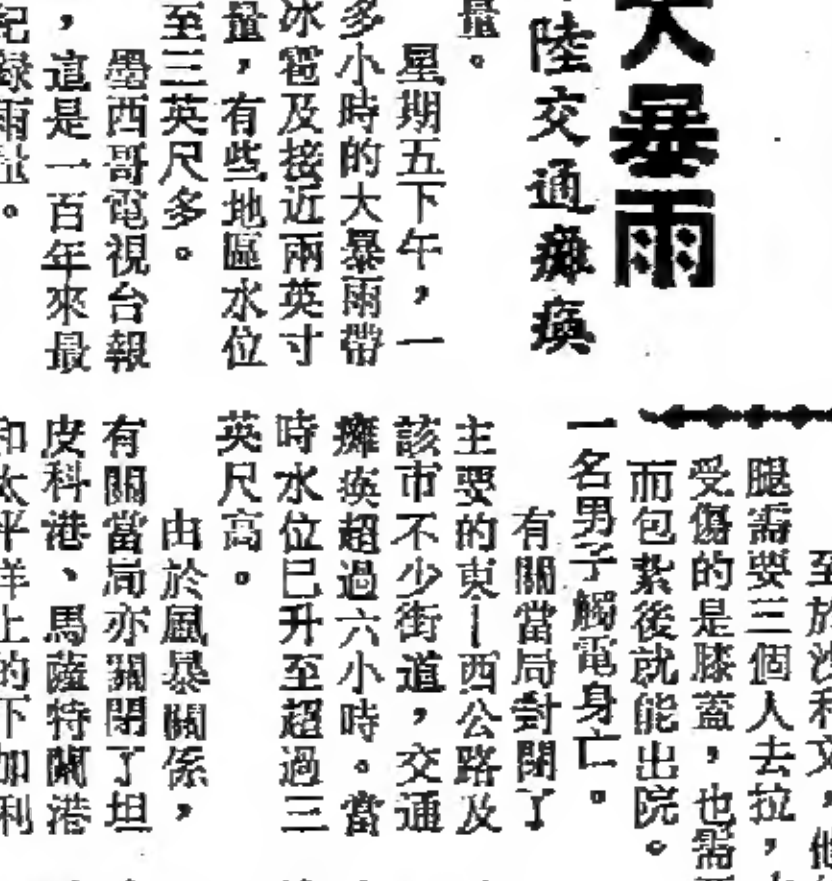 大暴雨
陸交通癱瘓
量。
星期五下午，一
多小時的大暴雨帶
冰雹及接近兩英寸
量，有些地區水位
至三英尺多。
墨西哥電視台報
，這是一百年來最
紀錄雨量。
至於沙利文，他
腿需要三個人去拉，
受傷的是膝蓋，也需
而包紮後就能出院。
一名男子觸電身亡。
有關當局封閉了
主要的東—西公路及
該市不少街道，交通
癱瘓超過六小時。當
時水位已升至超過三
英尺高。
由於風暴關係，
有關當局亦關閉了坦
皮科港、馬薩特蘭港
和太平洋上的下加利